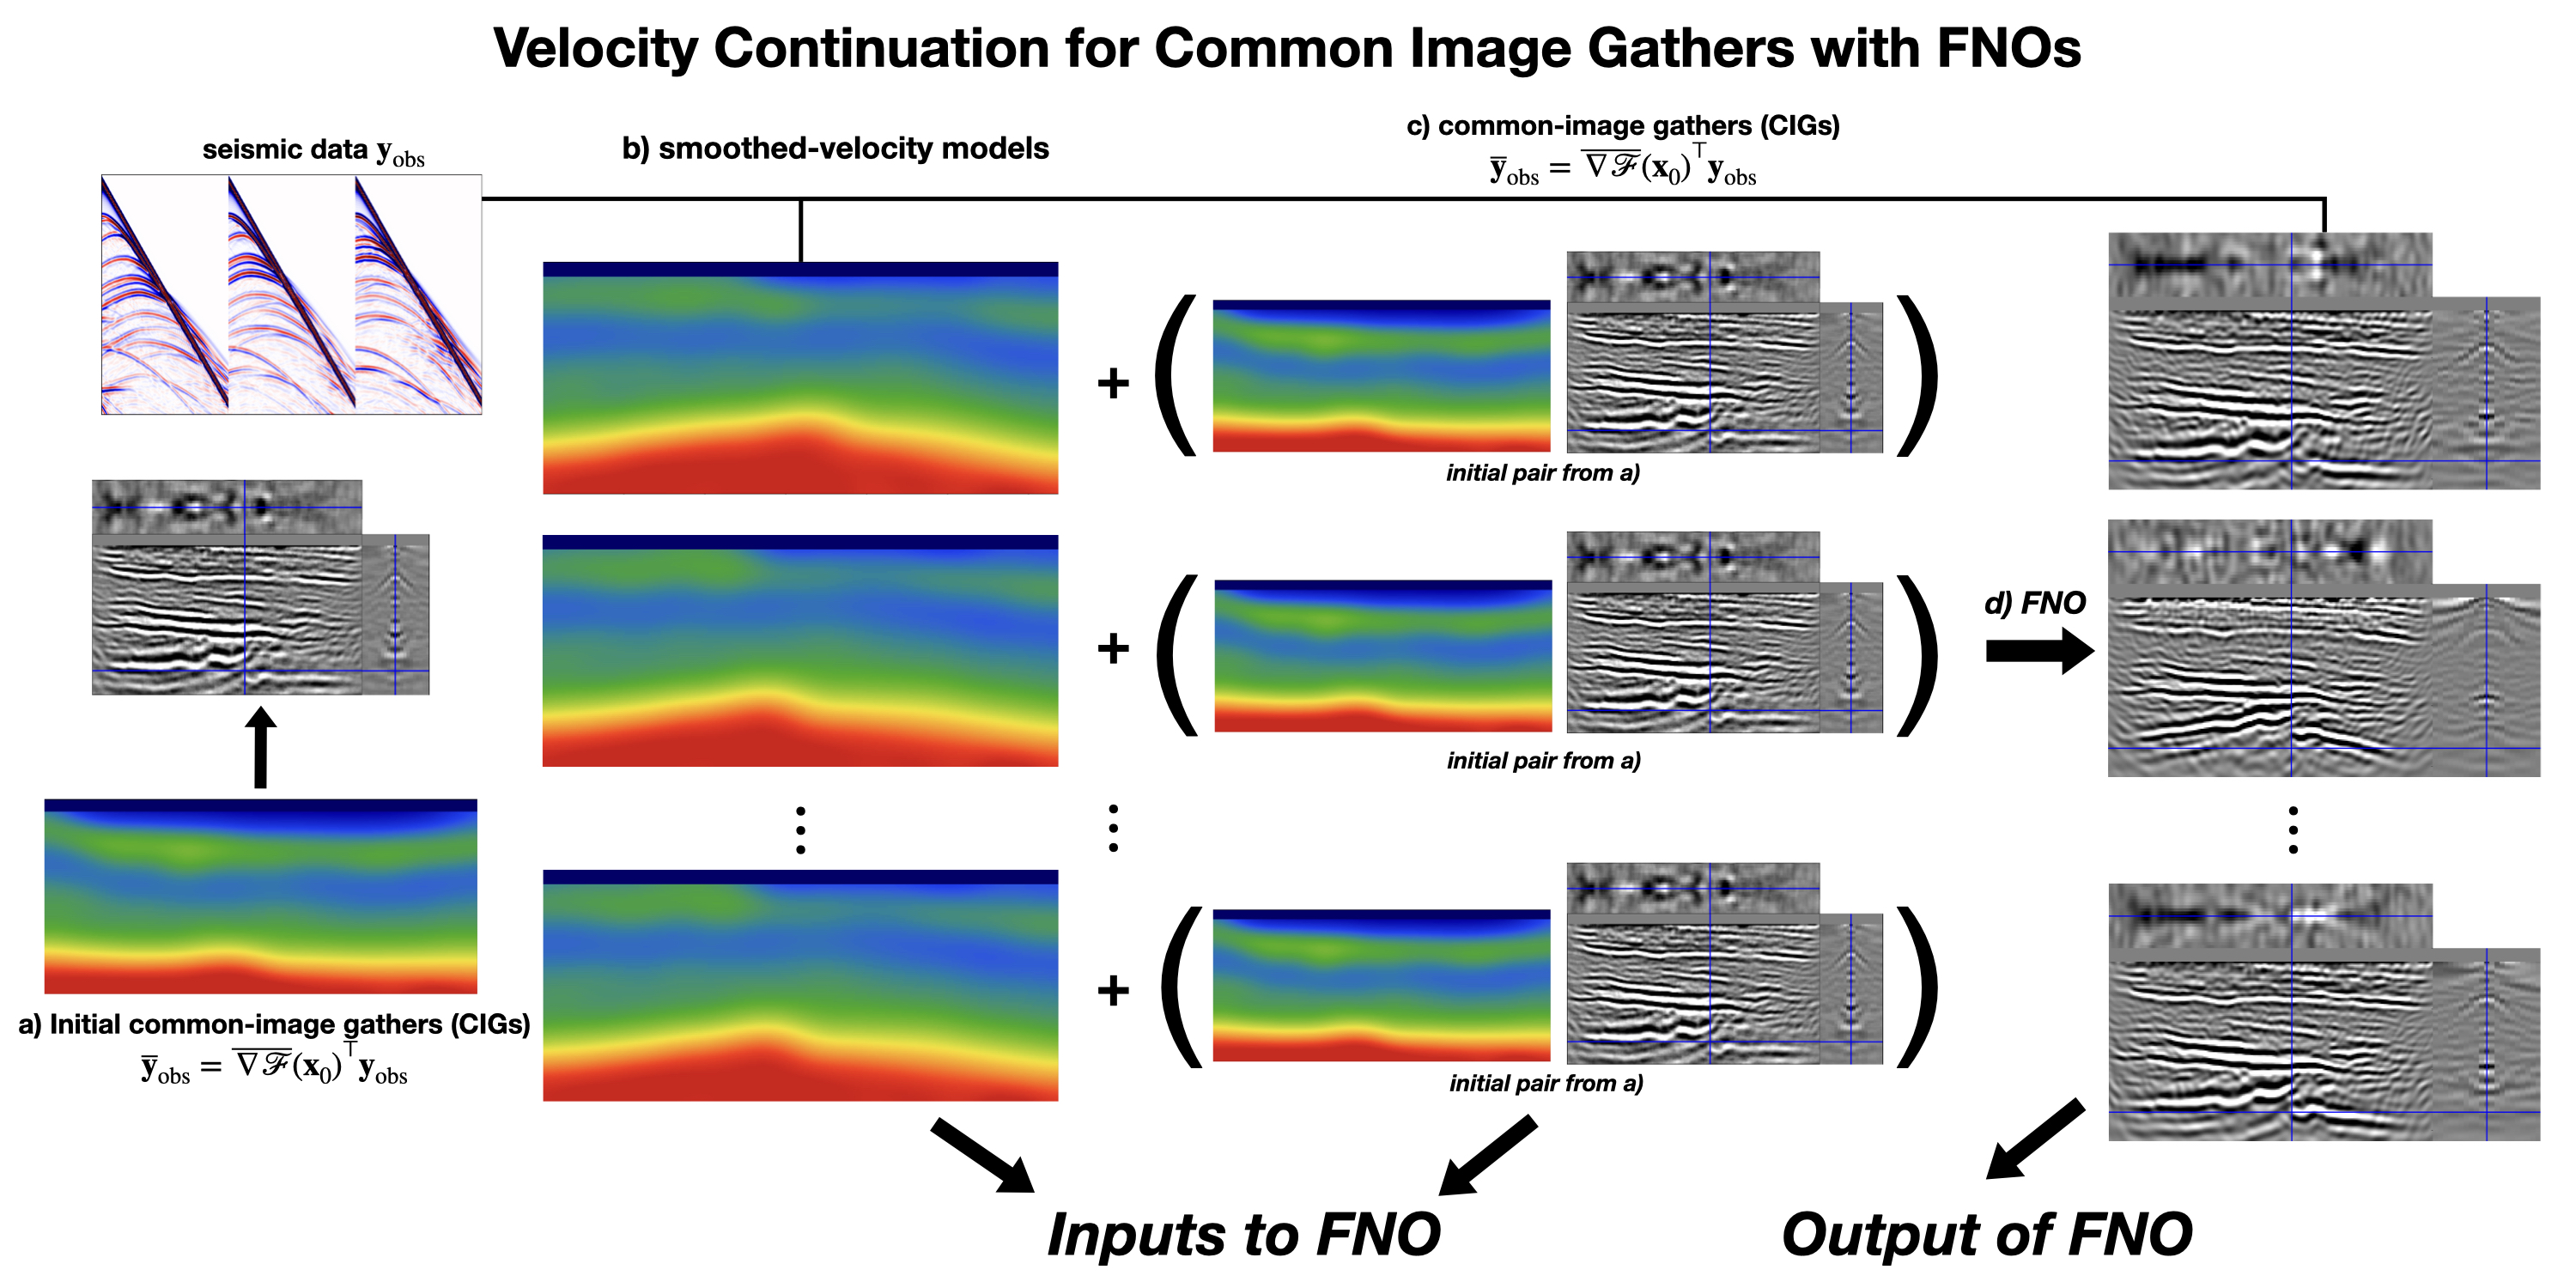 Velocity Continuation for Common Image Gathers with FNOs
seismic data y_obs
b) smoothed-velocity models
c) common-image gathers (CIGs)
ȳ_obs = \overline{∇ℱ}(x_0)^⊤ y_obs
+
initial pair from a)
+
initial pair from a)
d) FNO
+
initial pair from a)
a) Initial common-image gathers (CIGs)
ȳ_obs = \overline{∇ℱ}(x_0)^⊤ y_obs
Inputs to FNO
Output of FNO